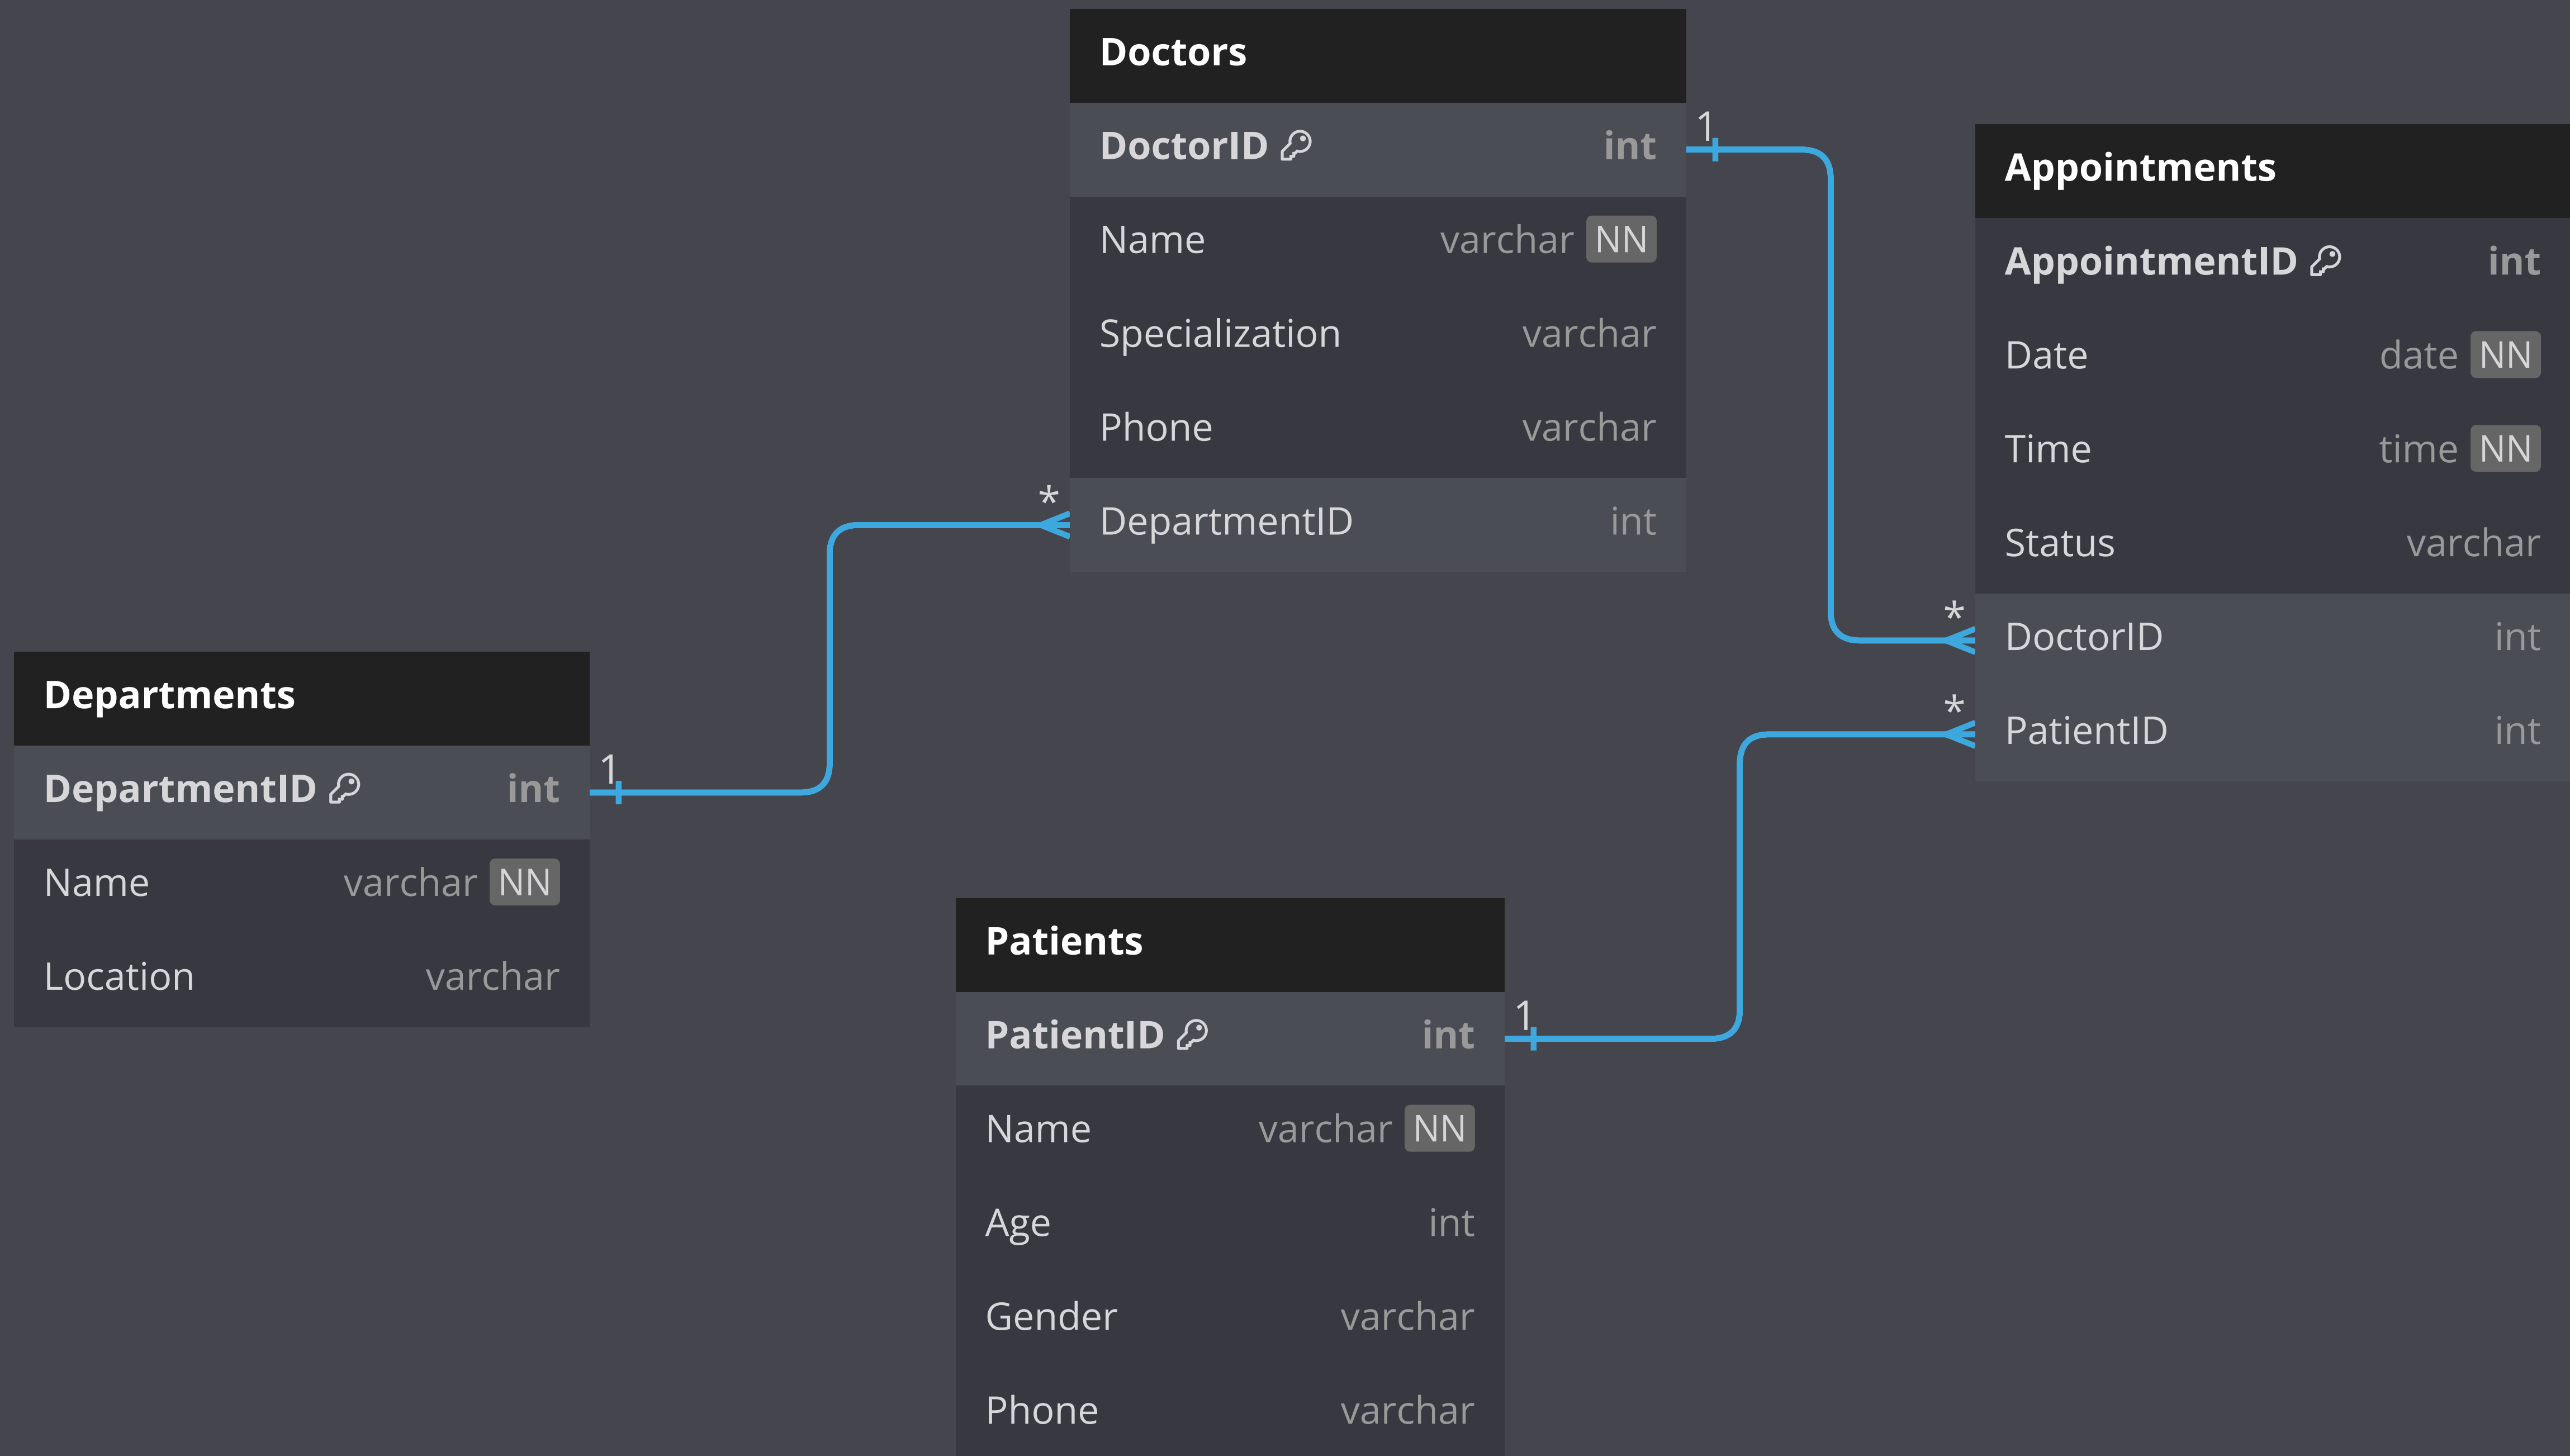 Doctors
DoctorID int
Name varchar NN
Specialization varchar
Phone varchar
DepartmentID int
1
*
Appointments
AppointmentID int
Date date NN
Time time NN
Status varchar
DoctorID int
PatientID int
*
*
Departments
DepartmentID int
Name varchar NN
Location varchar
1
Patients
PatientID int
Name varchar NN
Age int
Gender varchar
Phone varchar
1